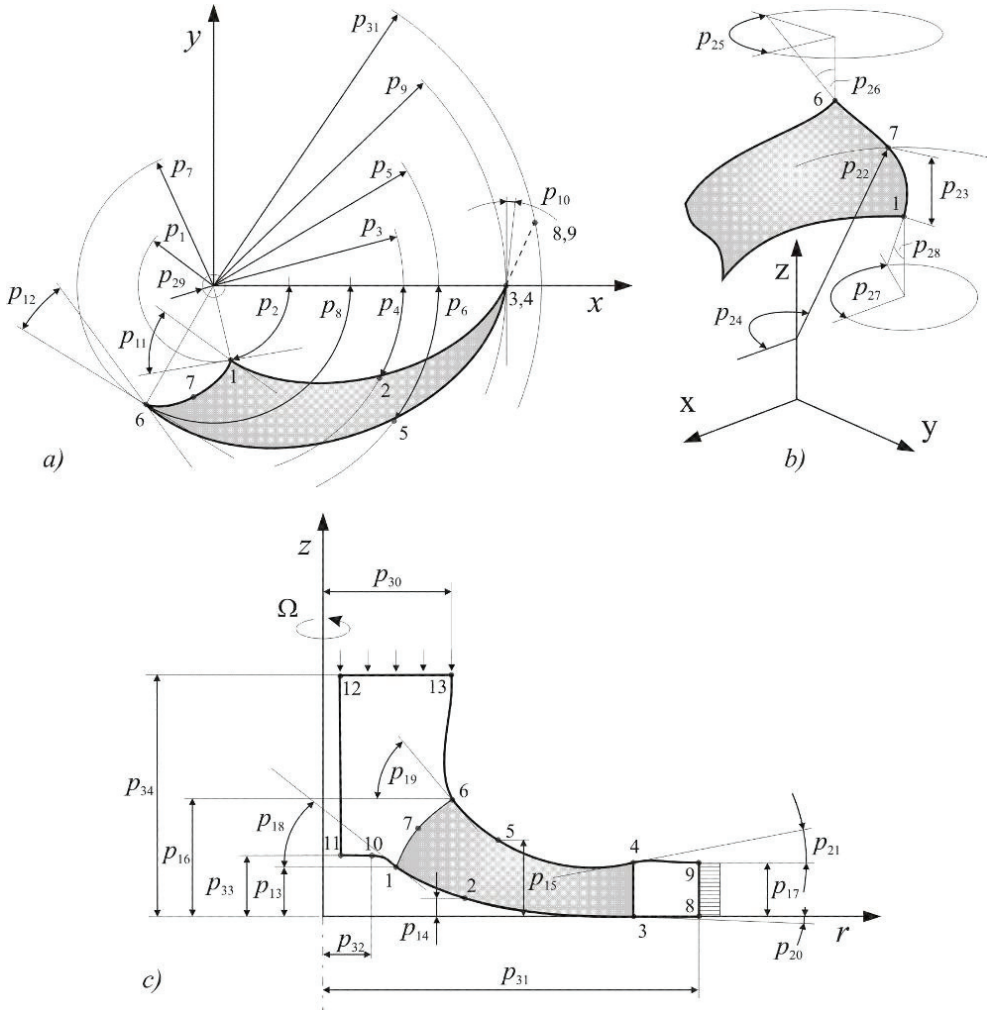 y
p31
p9
p7
p5
p10
p1
p3
8,9
p29
p12
p2
p8
p4
p6
x
3,4
p11
1
7
2
6
5
a)
p25
p26
6
7
p22
p23
1
z
p28
p27
p24
x
y
b)
z
p30
Ω
12
13
p19
p34
6
p18
7
5
4
p21
p16
11
10
9
p33
p13
1
2
p15
p17
8
p14
3
r
p20
p32
c)
p31